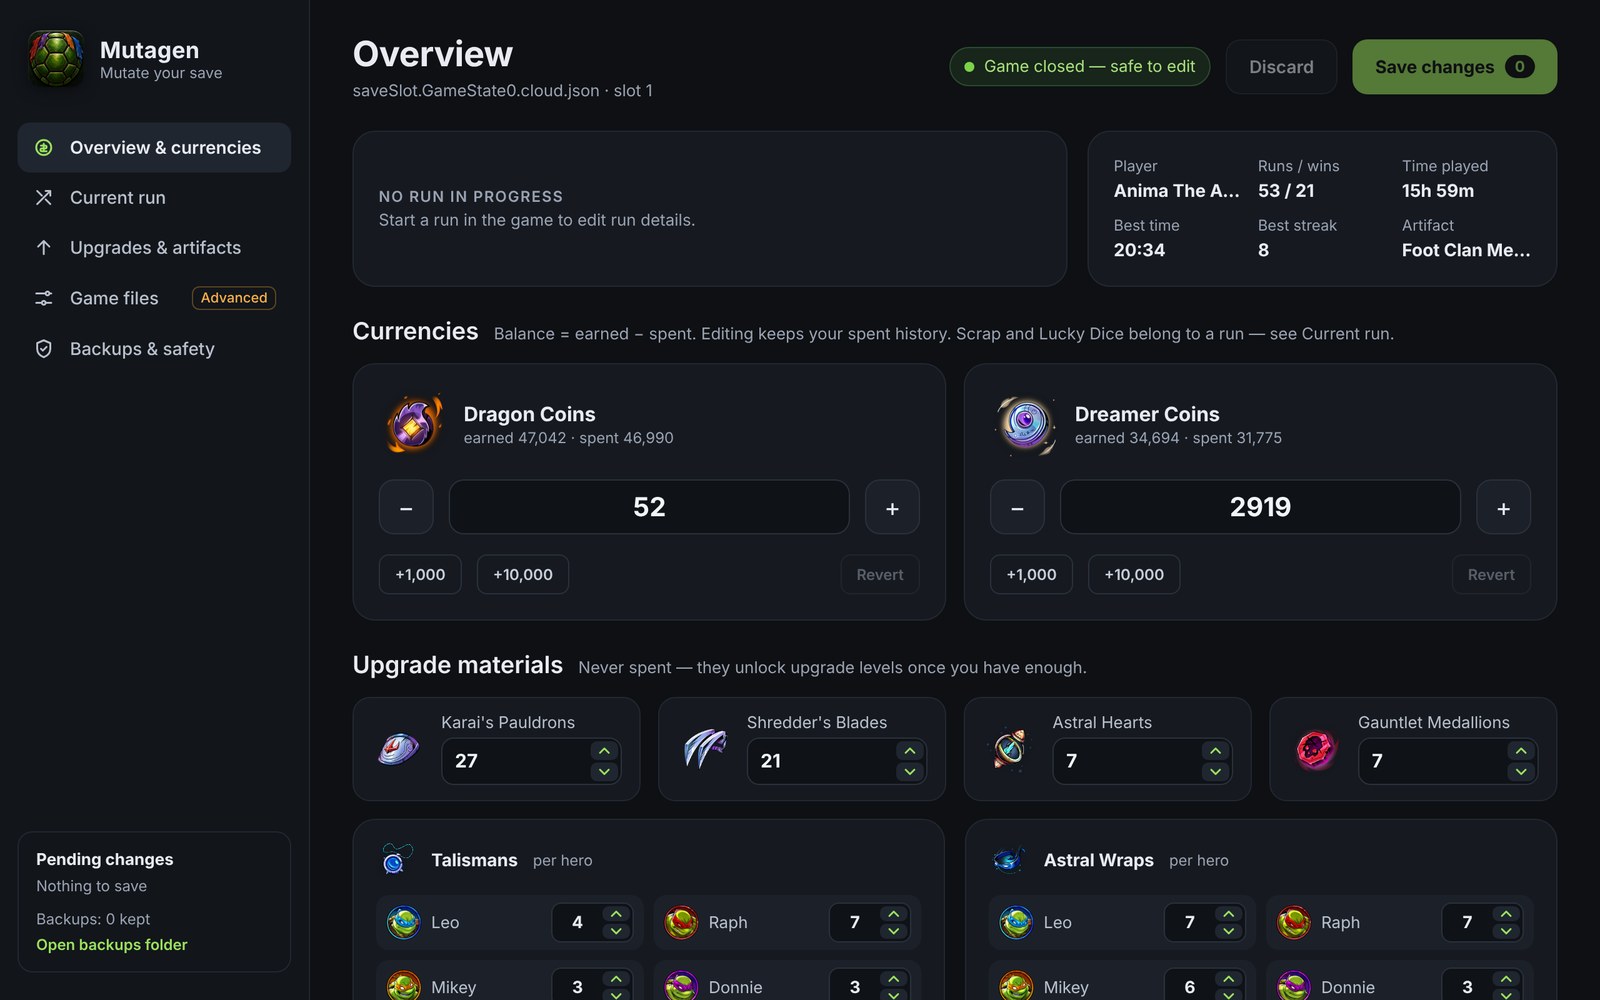 Mutagen
Mutate your save
Overview & currencies
Current run
Upgrades & artifacts
Game files Advanced
Backups & safety
Pending changes
Nothing to save
Backups: 0 kept
Open backups folder
Overview
saveSlot.GameState0.cloud.json · slot 1
Game closed — safe to edit
Discard
Save changes 0
NO RUN IN PROGRESS
Start a run in the game to edit run details.
Player Runs / wins Time played
Anima The A... 53 / 21 15h 59m
Best time Best streak Artifact
20:34 8 Foot Clan Me...
Currencies Balance = earned − spent. Editing keeps your spent history. Scrap and Lucky Dice belong to a run — see Current run.
Dragon Coins
earned 47,042 · spent 46,990
− 52 +
+1,000 +10,000 Revert
Dreamer Coins
earned 34,694 · spent 31,775
− 2919 +
+1,000 +10,000 Revert
Upgrade materials Never spent — they unlock upgrade levels once you have enough.
Karai's Pauldrons
27
Shredder's Blades
21
Astral Hearts
7
Gauntlet Medallions
7
Talismans per hero
Leo 4 Raph 7
Mikey 3 Donnie 3
Astral Wraps per hero
Leo 7 Raph 7
Mikey 6 Donnie 3